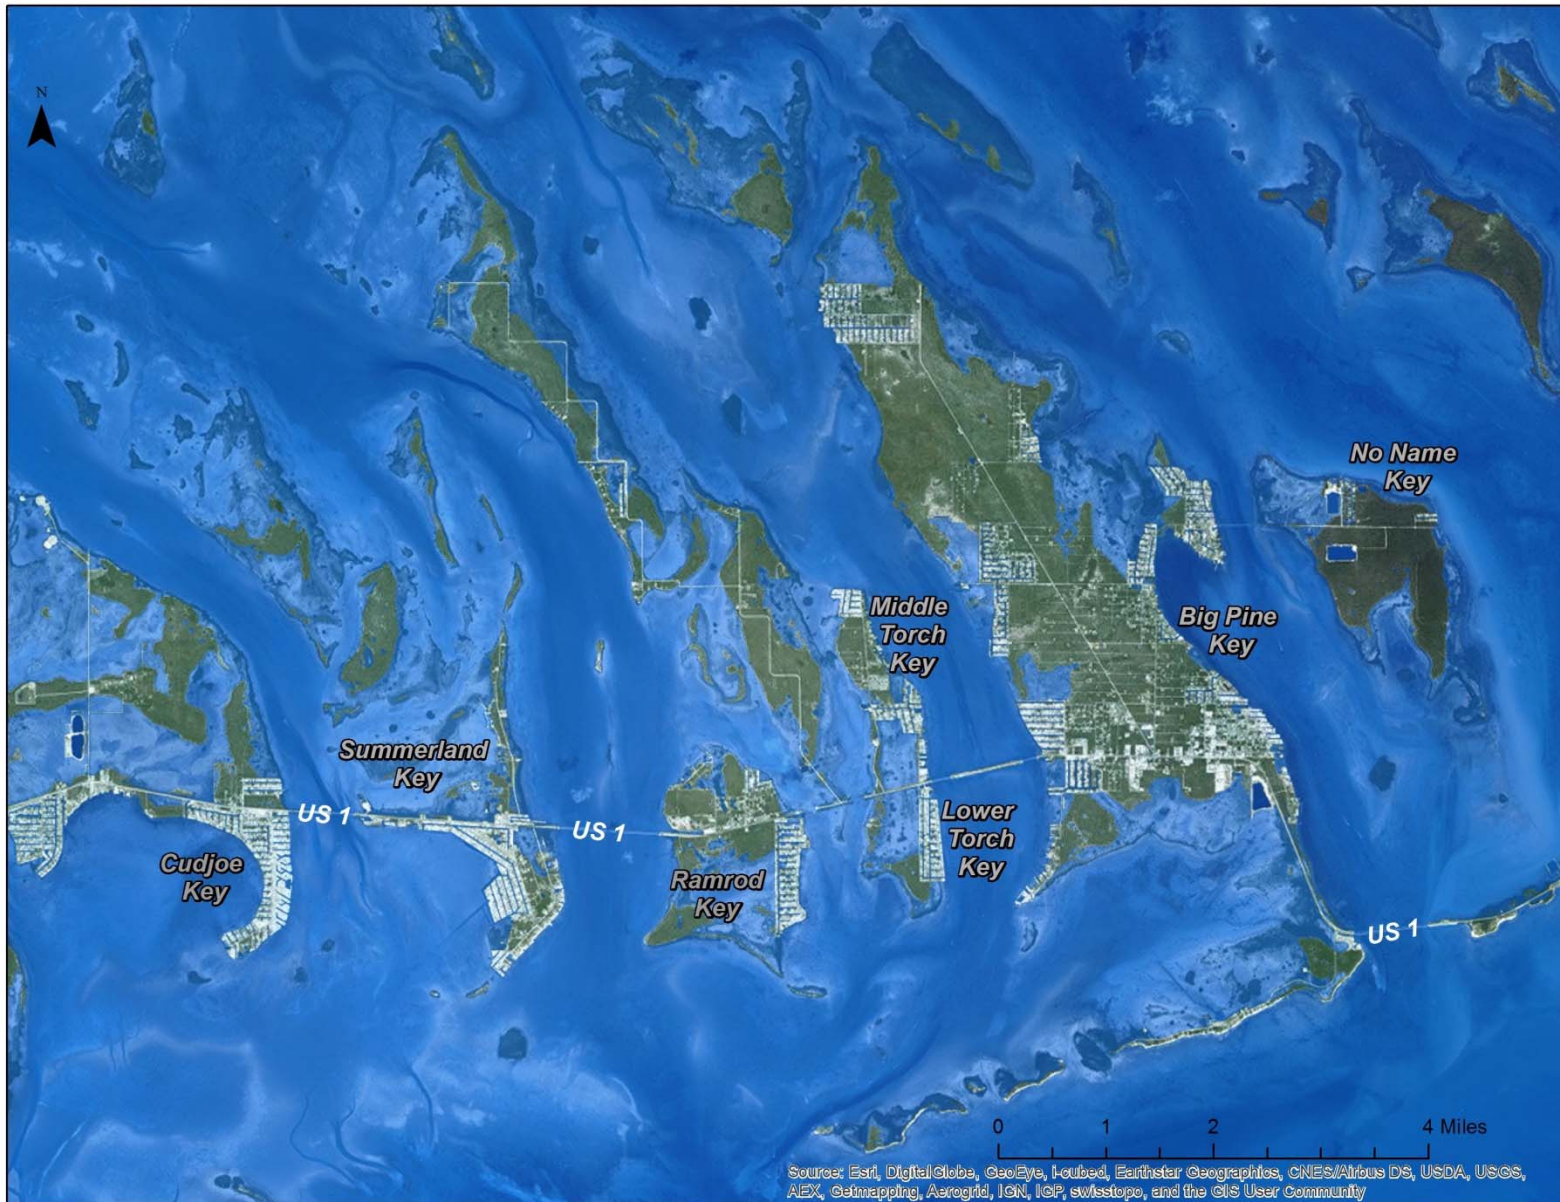 N
No Name
Key
Middle
Torch
Key
Big Pine
Key
Summerland
Key
US 1
US 1
Lower
Torch
Key
Cudjoe
Key
Ramrod
Key
US 1
0 1 2 4 Miles
Source: Esri, DigitalGlobe, GeoEye, i-cubed, Earthstar Geographics, CNES/Airbus DS, USDA, USGS,
AEX, Getmapping, Aerogrid, IGN, IGP, swisstopo, and the GIS User Community